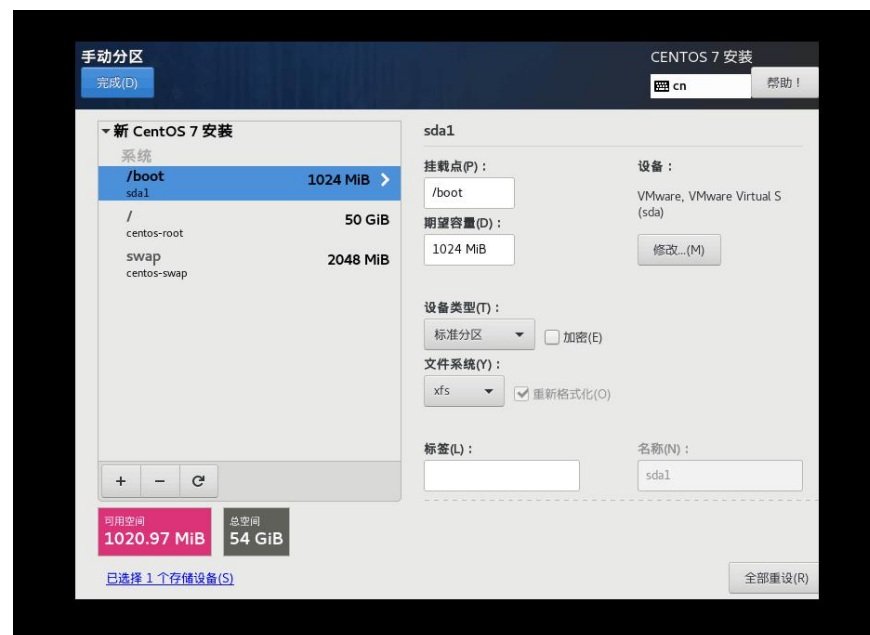 手动分区
CENTOS 7 安装
完成(D)
cn
帮助！
新 CentOS 7 安装
系统
/boot
1024 MiB
sda1
/
50 GiB
centos-root
swap
2048 MiB
centos-swap
+ −
可用空间
1020.97 MiB
总空间
54 GiB
已选择 1 个存储设备(S)
sda1
挂载点(P)：
/boot
期望容量(D)：
1024 MiB
设备：
VMware, VMware Virtual S
(sda)
修改...(M)
设备类型(T)：
标准分区
加密(E)
文件系统(Y)：
xfs
重新格式化(O)
标签(L)：
名称(N)：
sda1
全部重设(R)